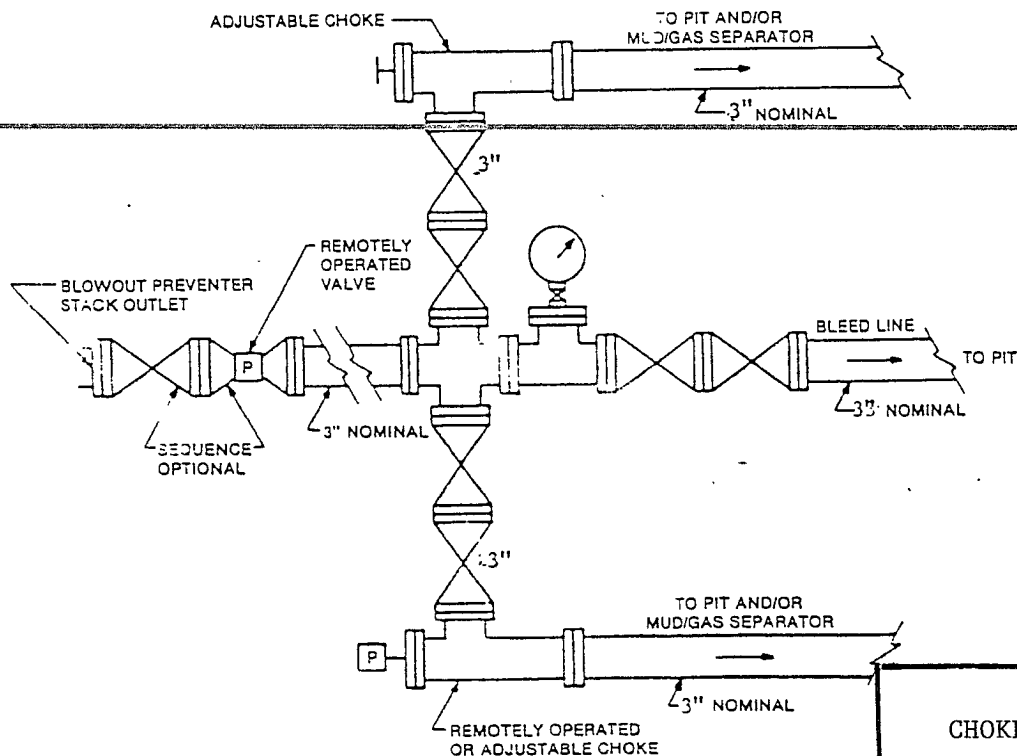 ADJUSTABLE CHOKE
TO PIT AND/OR
MUD/GAS SEPARATOR
3" NOMINAL
3"
REMOTELY
OPERATED
VALVE
BLOWOUT PREVENTER
STACK OUTLET
P
BLEED LINE
TO PIT
3" NOMINAL
3" NOMINAL
SEQUENCE
OPTIONAL
3"
TO PIT AND/OR
MUD/GAS SEPARATOR
P
3" NOMINAL
REMOTELY OPERATED
OR ADJUSTABLE CHOKE